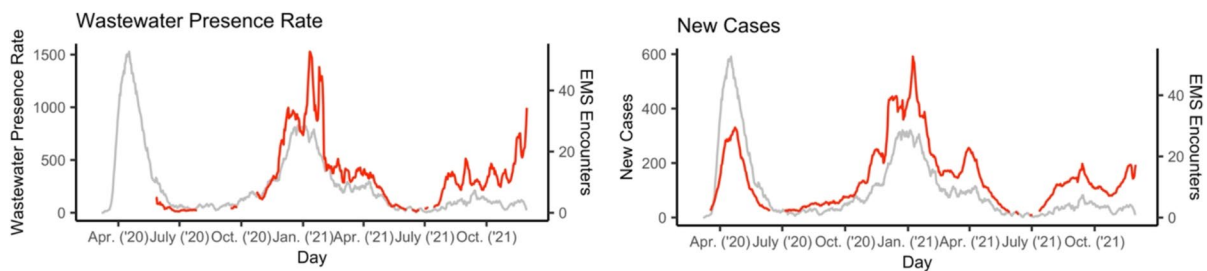 Wastewater Presence Rate
Wastewater Presence Rate
1500
1000
500
0
EMS Encounters
40
20
0
Apr. ('20) July ('20) Oct. ('20) Jan. ('21) Apr. ('21) July ('21) Oct. ('21)
Day
New Cases
New Cases
600
400
200
0
EMS Encounters
40
20
0
Apr. ('20) July ('20) Oct. ('20) Jan. ('21) Apr. ('21) July ('21) Oct. ('21)
Day